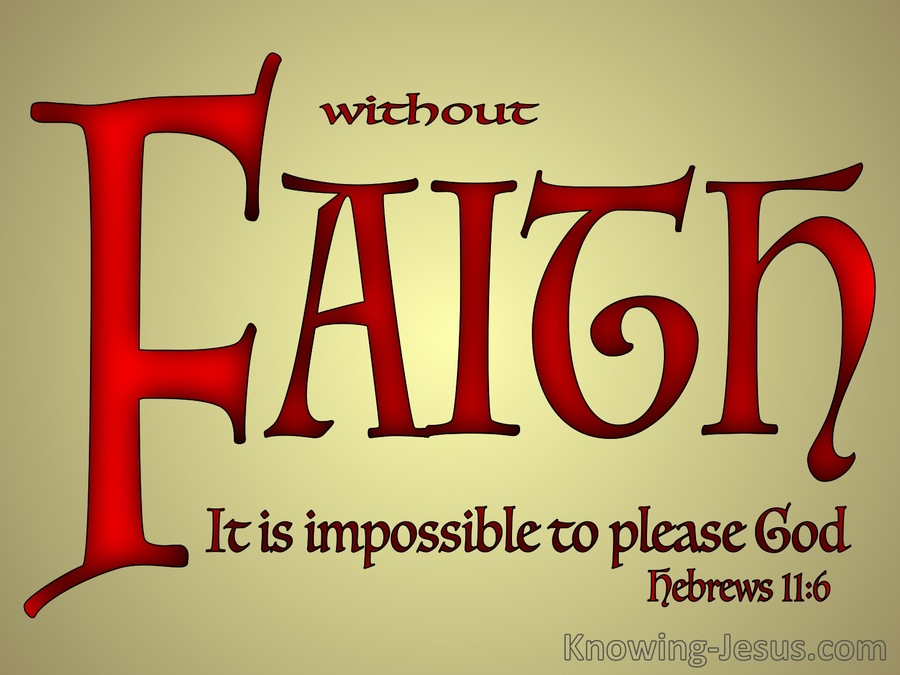 without
FAITH
It is impossible to please God
Hebrews 11:6
Knowing-Jesus.com